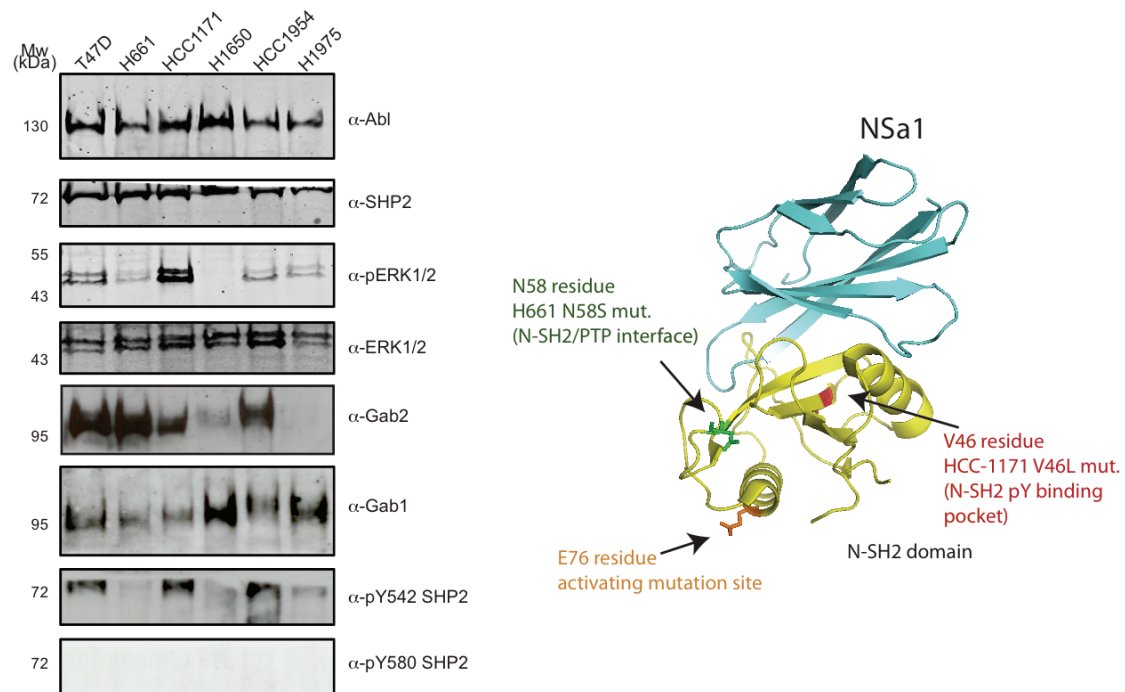 Mw
(kDa)
T47D
H661
HCC1171
H1650
HCC1954
H1975
130
α-Abl
72
α-SHP2
55
43
α-pERK1/2
43
α-ERK1/2
95
α-Gab2
95
α-Gab1
72
α-pY542 SHP2
72
α-pY580 SHP2
NSa1
N58 residue
H661 N58S mut.
(N-SH2/PTP interface)
V46 residue
HCC-1171 V46L mut.
(N-SH2 pY binding
pocket)
E76 residue
activating mutation site
N-SH2 domain